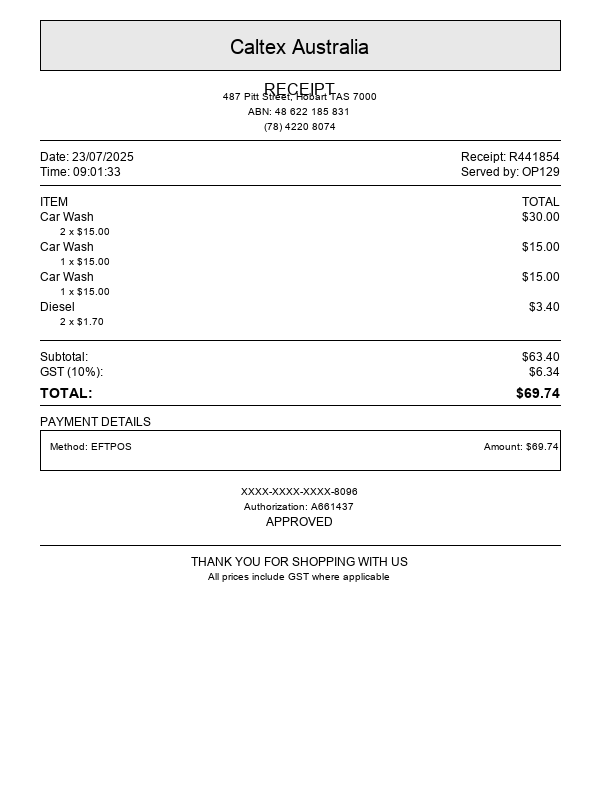 Caltex Australia
RECEIPT
487 Pitt Street, Hobart TAS 7000
ABN: 48 622 185 831
(78) 4220 8074
Date: 23/07/2025 Receipt: R441854
Time: 09:01:33 Served by: OP129
ITEM TOTAL
Car Wash $30.00
2 x $15.00
Car Wash $15.00
1 x $15.00
Car Wash $15.00
1 x $15.00
Diesel $3.40
2 x $1.70
Subtotal: $63.40
GST (10%): $6.34
TOTAL: $69.74
PAYMENT DETAILS
Method: EFTPOS Amount: $69.74
XXXX-XXXX-XXXX-8096
Authorization: A661437
APPROVED
THANK YOU FOR SHOPPING WITH US
All prices include GST where applicable